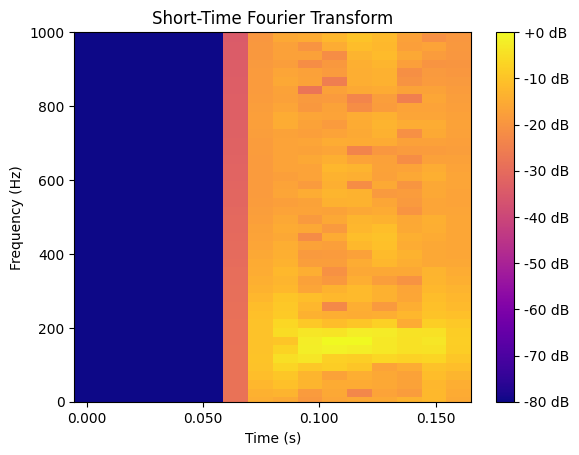 Short-Time Fourier Transform
1000
800
600
400
200
0
Frequency (Hz)
0.000
0.050
0.100
0.150
Time (s)
+0 dB
-10 dB
-20 dB
-30 dB
-40 dB
-50 dB
-60 dB
-70 dB
-80 dB